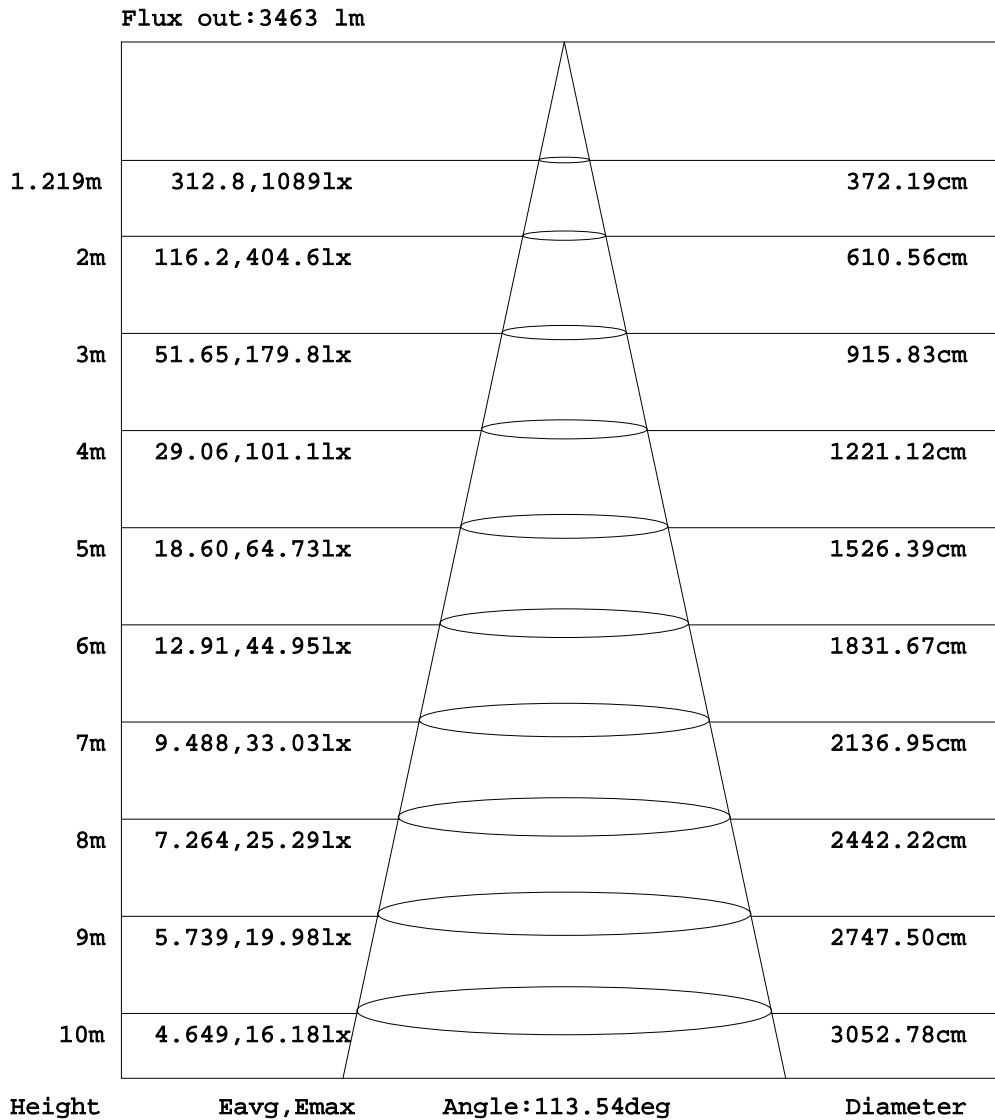 Flux out:3463 lm
1.219m 312.8,1089lx 372.19cm
2m 116.2,404.6lx 610.56cm
3m 51.65,179.8lx 915.83cm
4m 29.06,101.1lx 1221.12cm
5m 18.60,64.73lx 1526.39cm
6m 12.91,44.95lx 1831.67cm
7m 9.488,33.03lx 2136.95cm
8m 7.264,25.29lx 2442.22cm
9m 5.739,19.98lx 2747.50cm
10m 4.649,16.18lx 3052.78cm
Height Eavg,Emax Angle:113.54deg Diameter